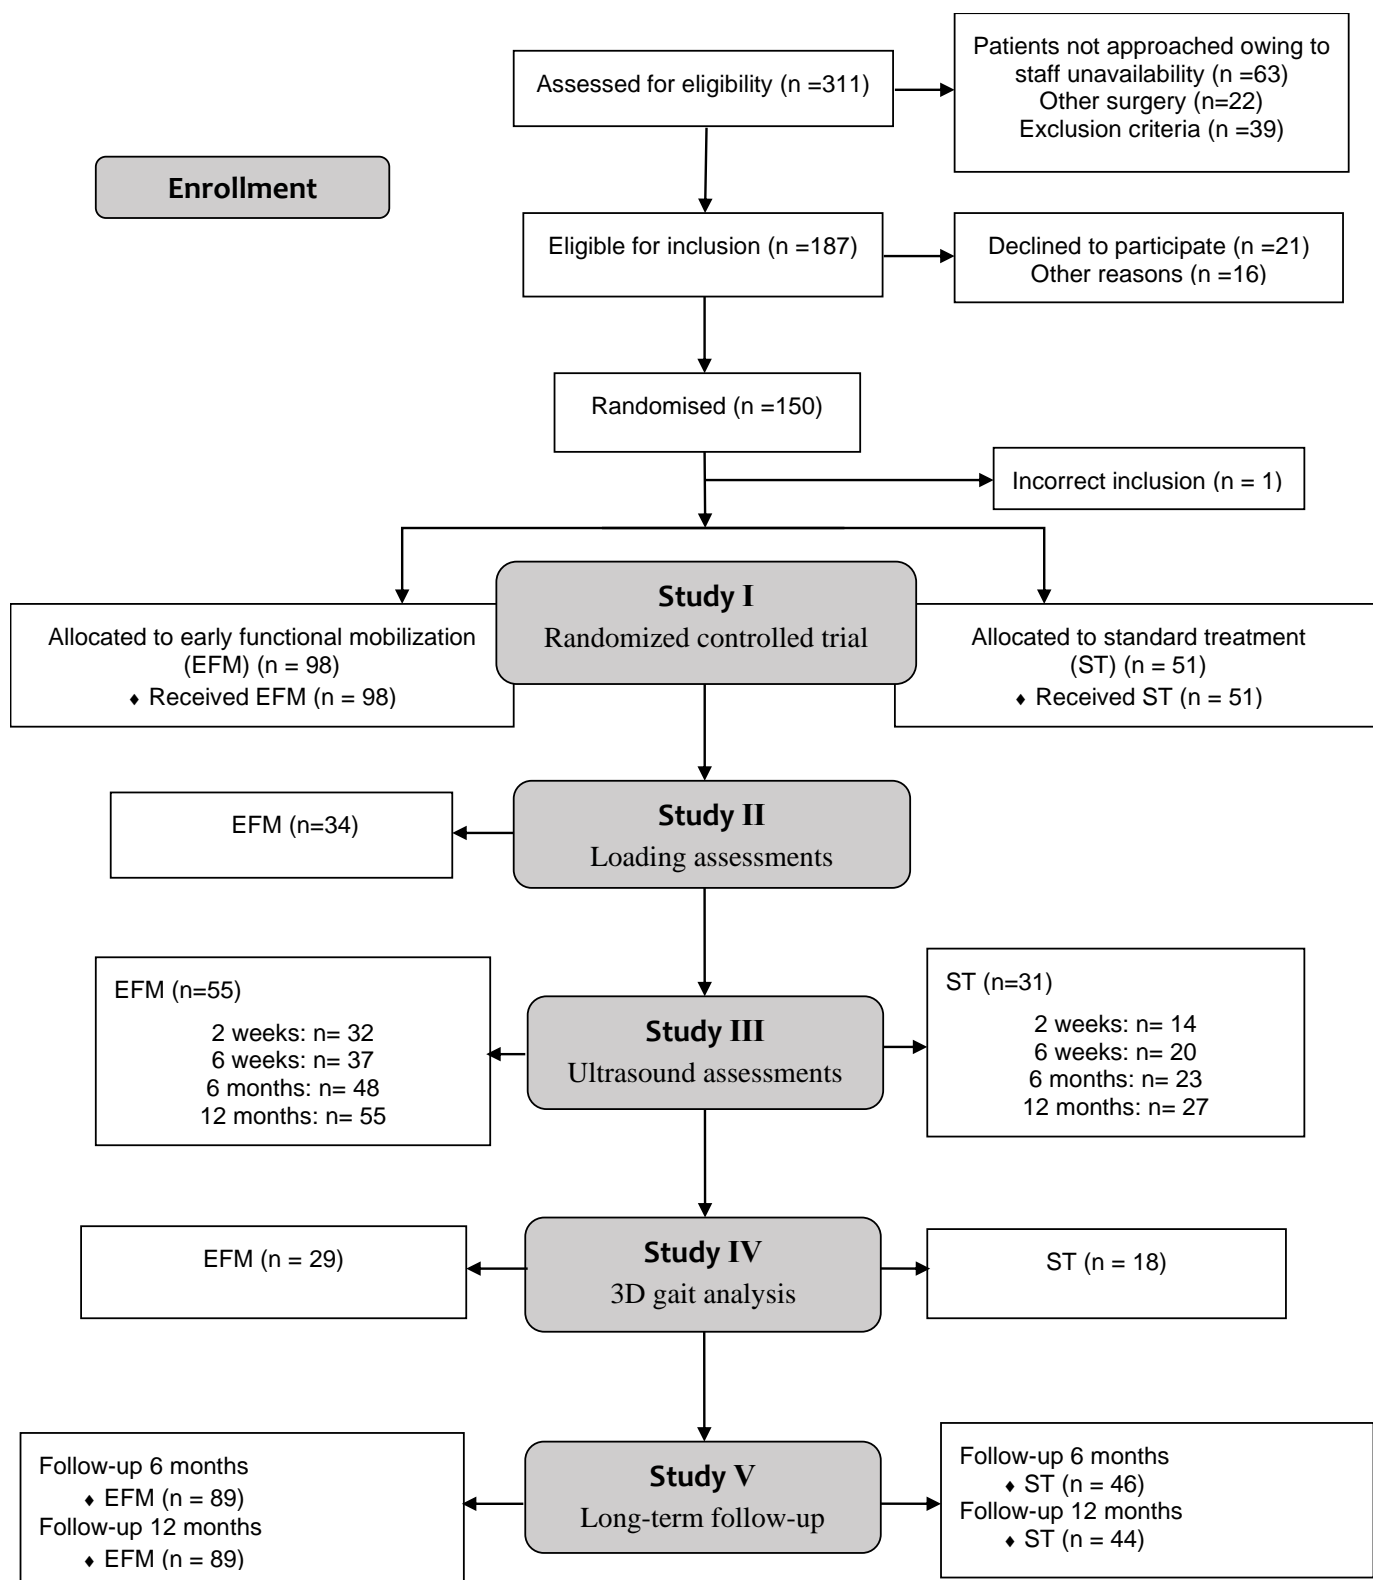 Assessed for eligibility (n =311)
Patients not approached owing to
staff unavailability (n =63)
Other surgery (n=22)
Exclusion criteria (n =39)
Enrollment
Eligible for inclusion (n =187)
Declined to participate (n =21)
Other reasons (n =16)
Randomised (n =150)
Incorrect inclusion (n = 1)
Study I
Randomized controlled trial
Allocated to early functional mobilization
(EFM) (n = 98)
♦ Received EFM (n = 98)
Allocated to standard treatment
(ST) (n = 51)
♦ Received ST (n = 51)
Study II
Loading assessments
EFM (n=34)
EFM (n=55)
2 weeks: n= 32
6 weeks: n= 37
6 months: n= 48
12 months: n= 55
Study III
Ultrasound assessments
ST (n=31)
2 weeks: n= 14
6 weeks: n= 20
6 months: n= 23
12 months: n= 27
EFM (n = 29)
Study IV
3D gait analysis
ST (n = 18)
Follow-up 6 months
♦ EFM (n = 89)
Follow-up 12 months
♦ EFM (n = 89)
Study V
Long-term follow-up
Follow-up 6 months
♦ ST (n = 46)
Follow-up 12 months
♦ ST (n = 44)